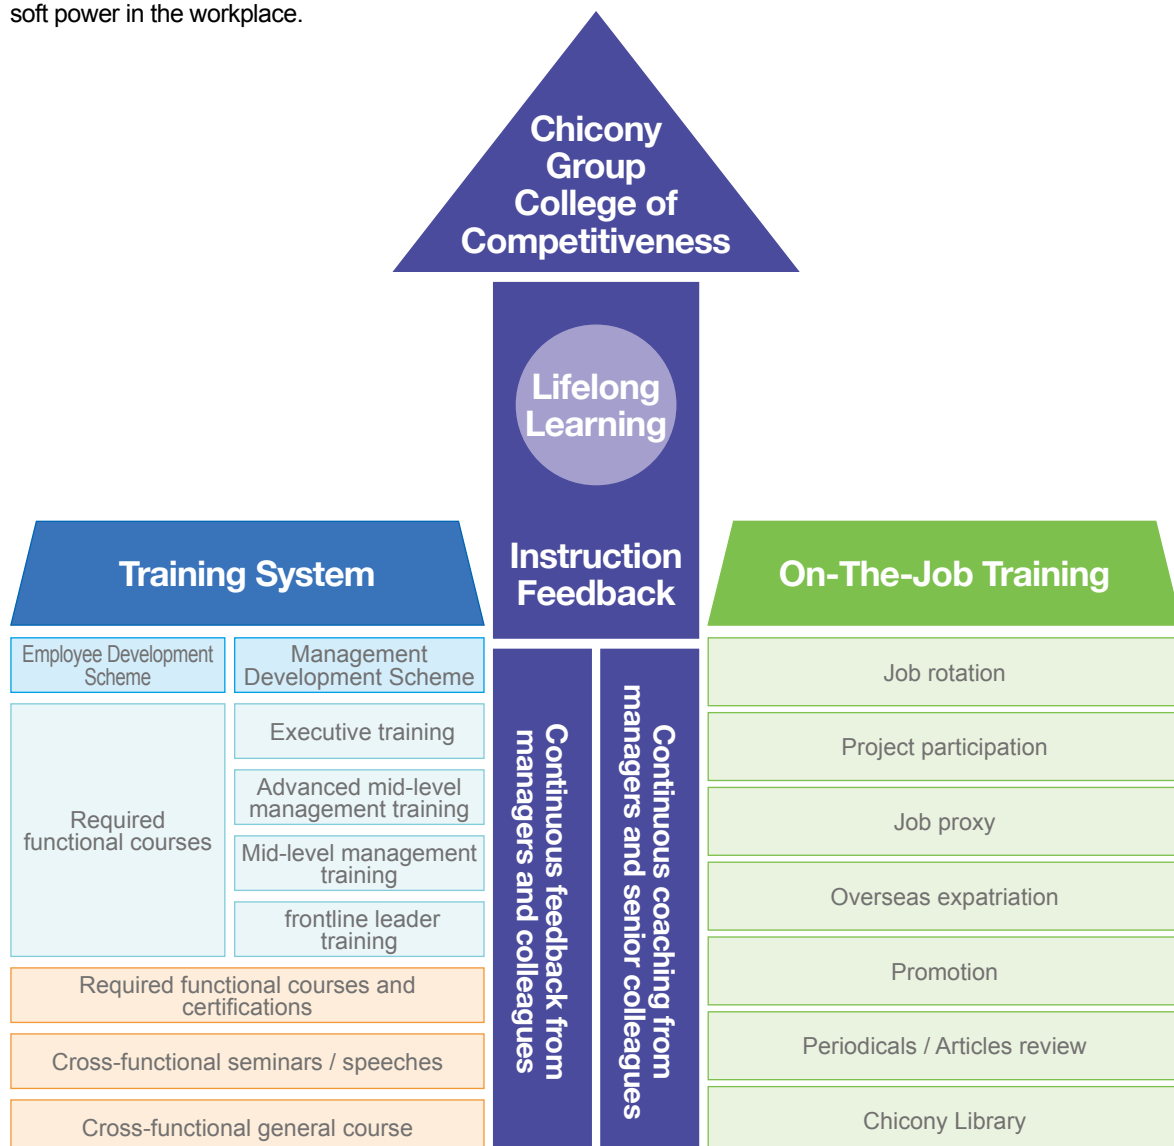 soft power in the workplace.
Chicony
Group
College of
Competitiveness
Lifelong
Learning
Instruction
Feedback
Training System
Employee Development
Scheme
Management
Development Scheme
Required
functional courses
Executive training
Advanced mid-level
management training
Mid-level management
training
frontline leader
training
Required functional courses and
certifications
Cross-functional seminars / speeches
Cross-functional general course
Continuous feedback from
managers and colleagues
Continuous coaching from
managers and senior colleagues
On-The-Job Training
Job rotation
Project participation
Job proxy
Overseas expatriation
Promotion
Periodicals / Articles review
Chicony Library